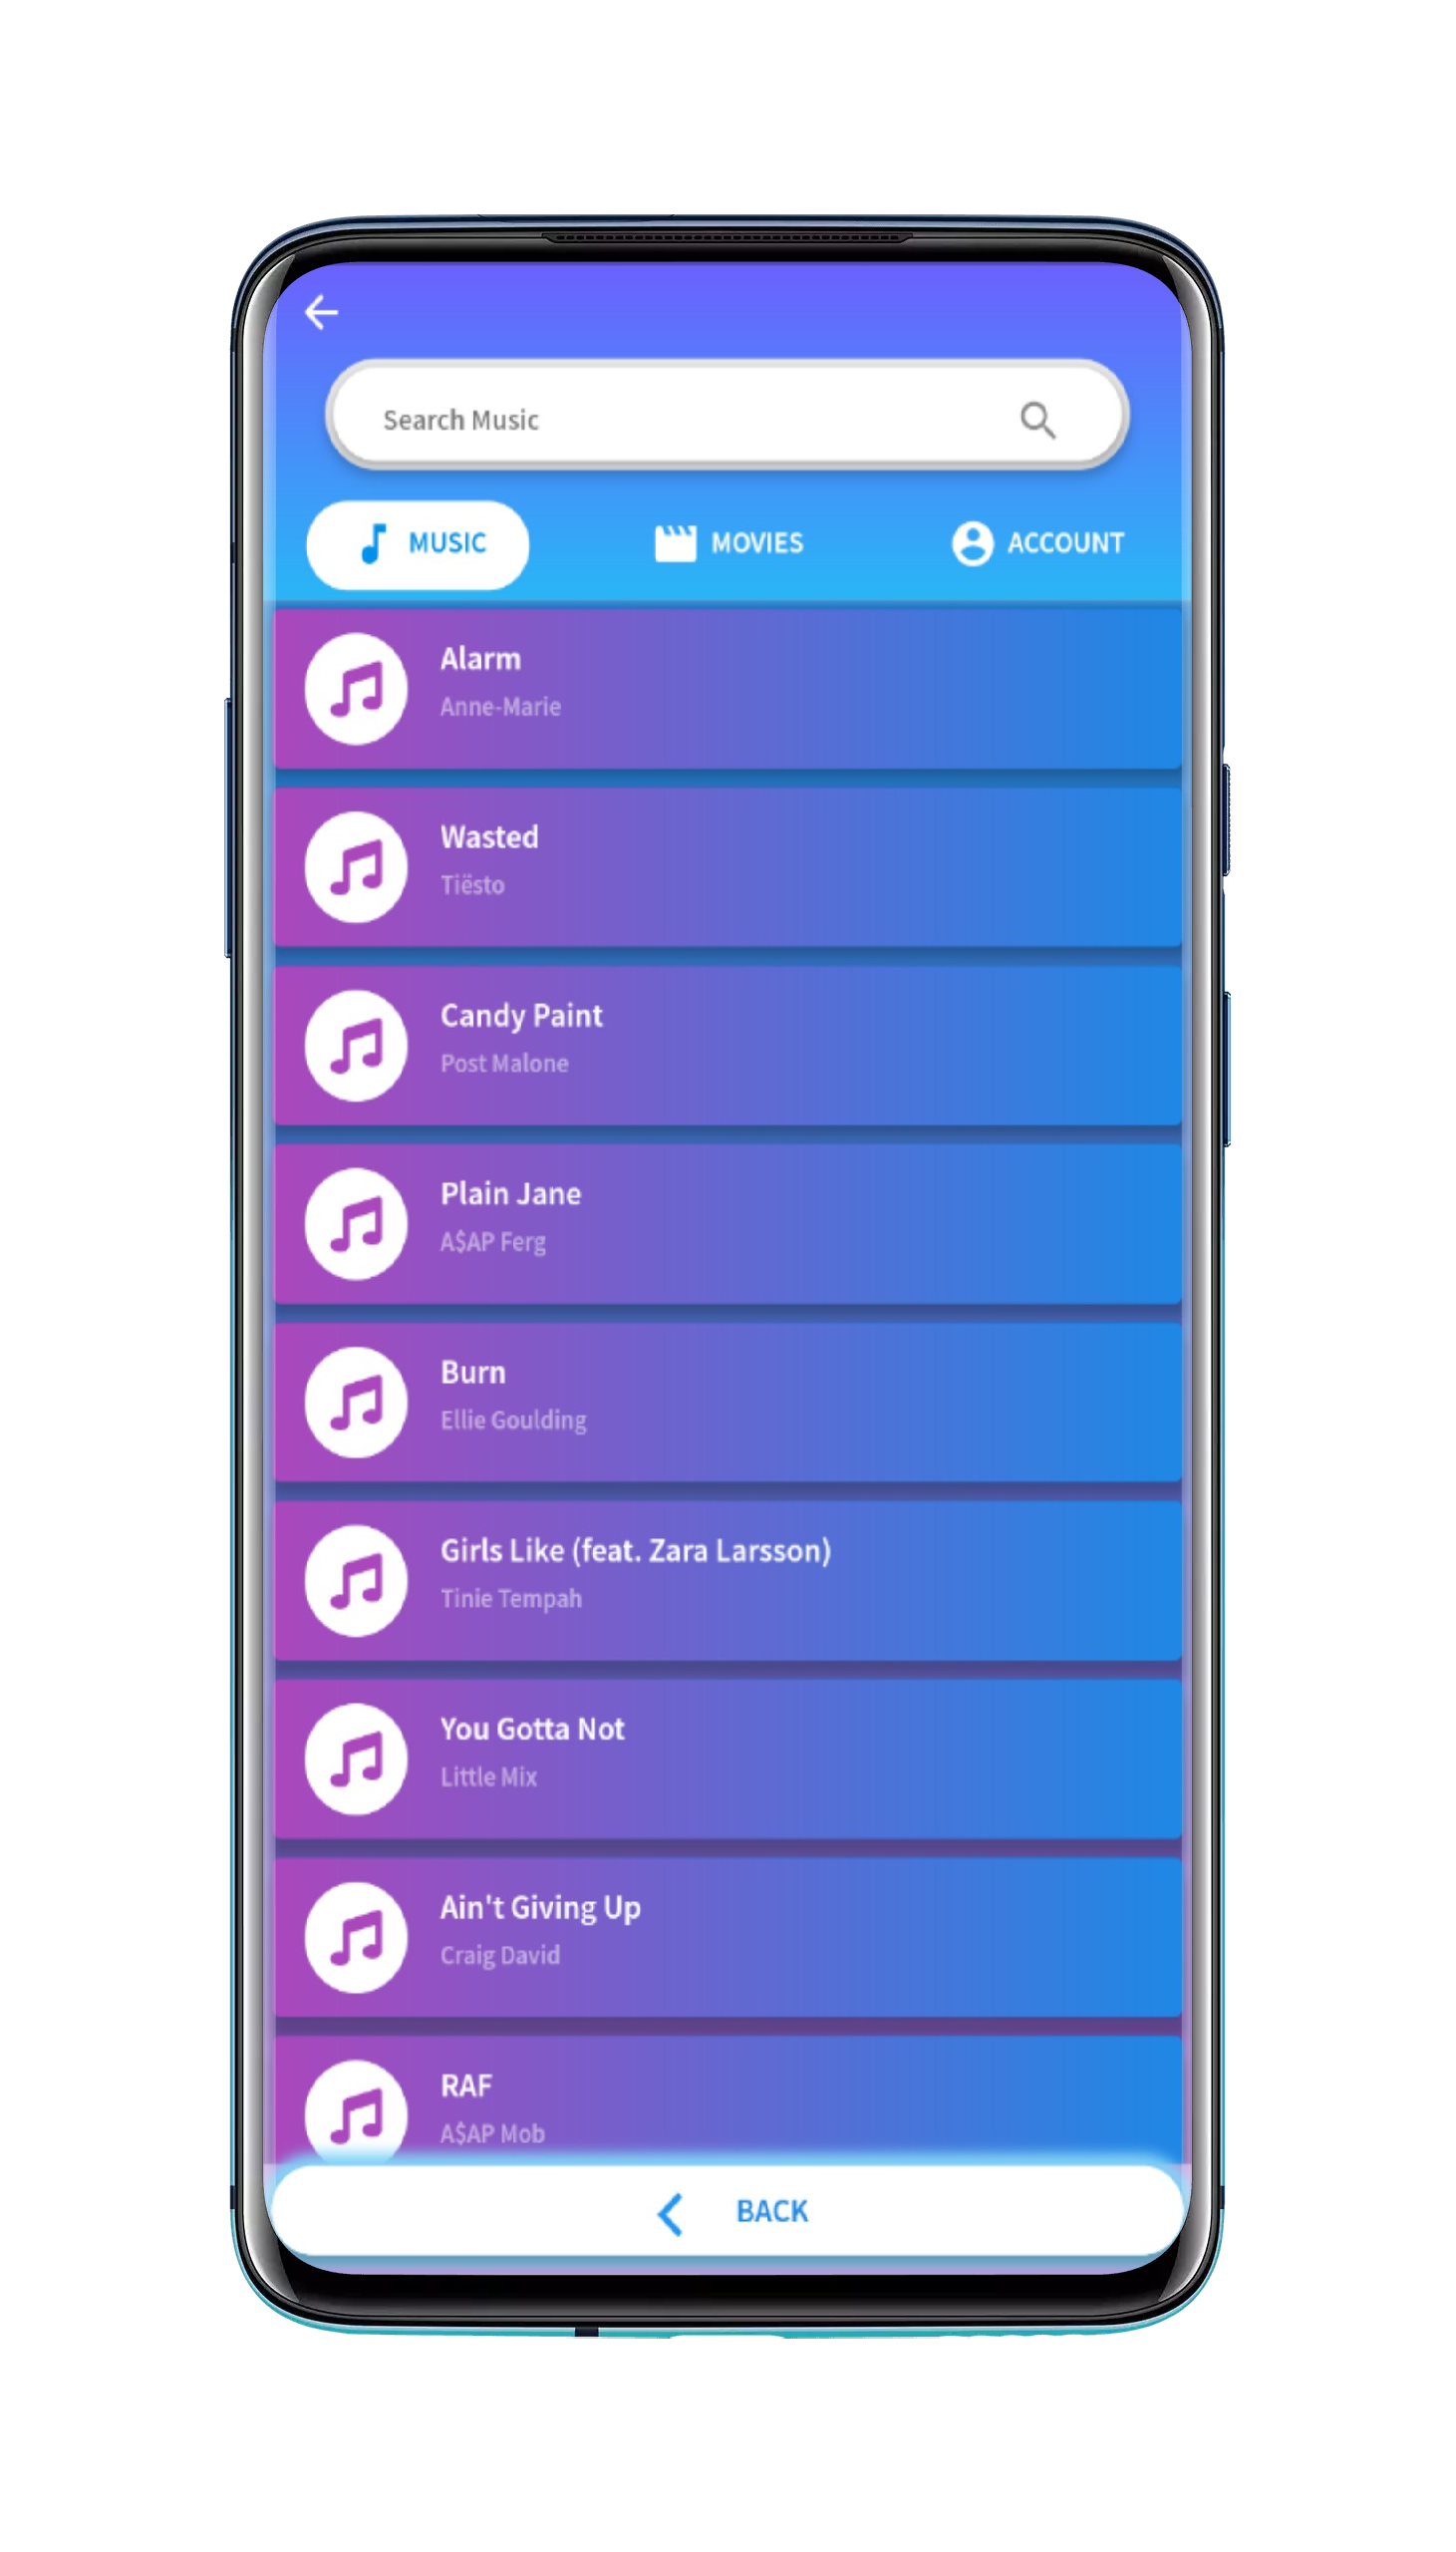 Search Music
MUSIC
MOVIES
ACCOUNT
Alarm
Anne-Marie
Wasted
Tiësto
Candy Paint
Post Malone
Plain Jane
A$AP Ferg
Burn
Ellie Goulding
Girls Like (feat. Zara Larsson)
Tinie Tempah
You Gotta Not
Little Mix
Ain't Giving Up
Craig David
RAF
A$AP Mob
BACK